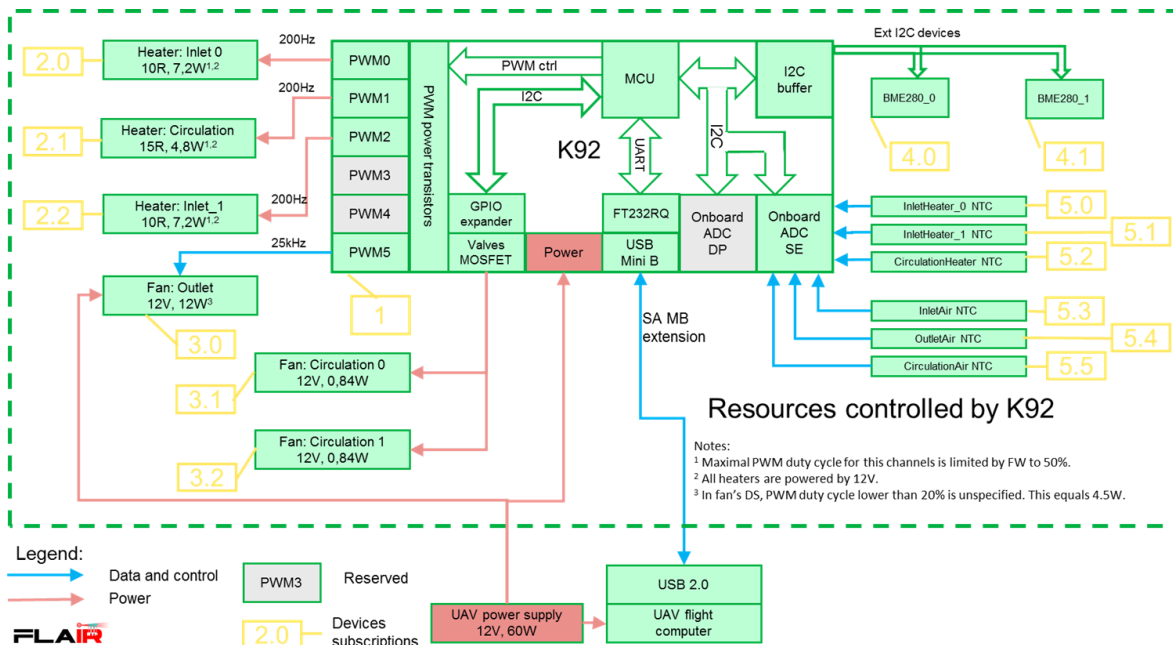 2.0
Heater: Inlet 0
10R, 7,2W1,2
200Hz
2.1
Heater: Circulation
15R, 4,8W1,2
200Hz
2.2
Heater: Inlet_1
10R, 7,2W1,2
200Hz
25kHz
Fan: Outlet
12V, 12W3
3.0
3.1
Fan: Circulation 0
12V, 0,84W
3.2
Fan: Circulation 1
12V, 0,84W
PWM0
PWM1
PWM2
PWM3
PWM4
PWM5
1
PWM power transistors
PWM ctrl
I2C
K92
MCU
UART
I2C
I2C
buffer
GPIO
expander
Valves
MOSFET
Power
FT232RQ
USB
Mini B
Onboard
ADC
DP
Onboard
ADC
SE
Ext I2C devices
BME280_0
BME280_1
4.0
4.1
InletHeater_0 NTC
5.0
InletHeater_1 NTC
5.1
CirculationHeater NTC
5.2
InletAir NTC
5.3
OutletAir NTC
5.4
CirculationAir NTC
5.5
SA MB
extension
Resources controlled by K92
Notes:
1 Maximal PWM duty cycle for this channels is limited by FW to 50%.
2 All heaters are powered by 12V.
3 In fan's DS, PWM duty cycle lower than 20% is unspecified. This equals 4.5W.
Legend:
Data and control
Power
PWM3
Reserved
2.0
Devices
subscriptions
FLAIR
UAV power supply
12V, 60W
USB 2.0
UAV flight
computer